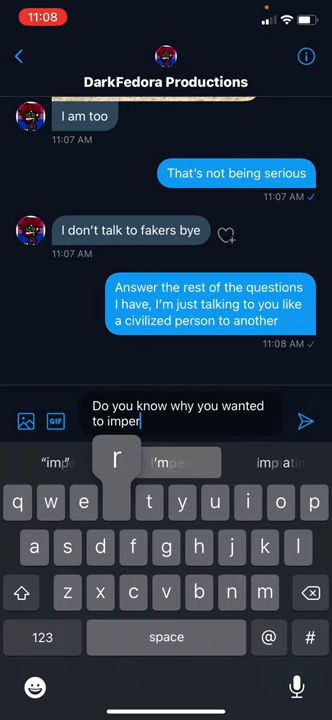 11:08
DarkFedora Productions
I am too
11:07 AM
That's not being serious
11:07 AM ✓
I don't talk to fakers bye
11:07 AM
Answer the rest of the questions
I have, I'm just talking to you like
a civilized person to another
11:08 AM ✓
Do you know why you wanted
to imper
GIF
r
q w e t y u i o p
a s d f g h j k l
z x c v b n m
123 space @ #